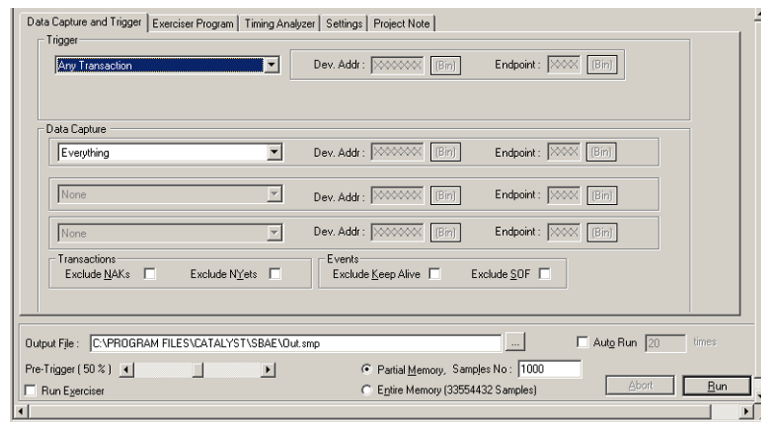 Data Capture and Trigger Exerciser Program Timing Analyzer Settings Project Note
Trigger
Any Transaction Dev. Addr : XXXXXXX (Bin) Endpoint : XXXX (Bin)
Data Capture
Everything Dev. Addr : XXXXXXX (Bin) Endpoint : XXXX (Bin)
None Dev. Addr : XXXXXXX (Bin) Endpoint : XXXX (Bin)
None Dev. Addr : XXXXXXX (Bin) Endpoint : XXXX (Bin)
Transactions Events
Exclude NAKs Exclude NYets Exclude Keep Alive Exclude SOF
Output File : C:\PROGRAM FILES\CATALYST\SBAE\Out.smp ... Auto Run 20 times
Pre-Trigger ( 50 % ) Partial Memory, Samples No : 1000
Run Exerciser Entire Memory (33554432 Samples) Abort Run